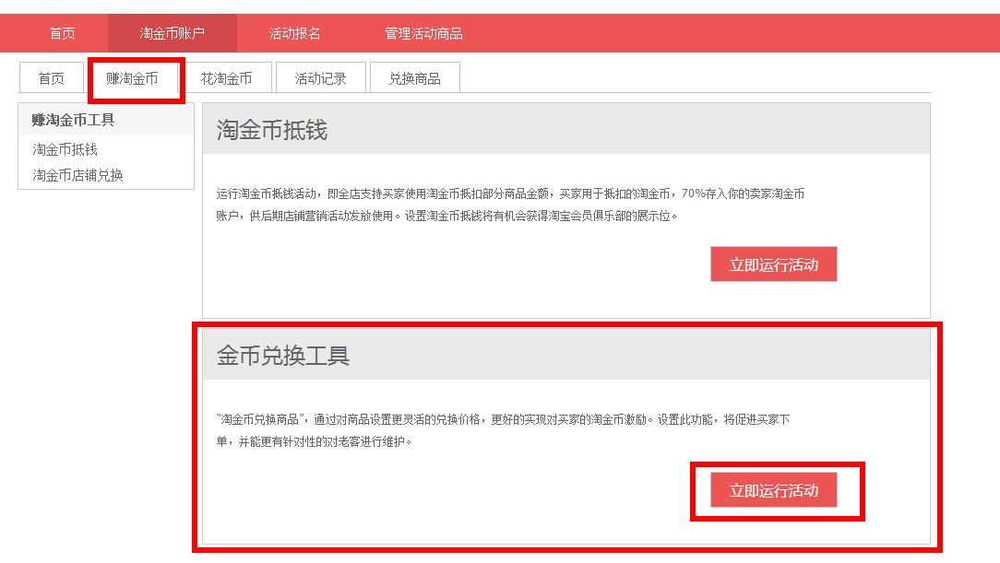 首页 淘金币账户 活动报名 管理活动商品
首页 赚淘金币 花淘金币 活动记录 兑换商品
赚淘金币工具
淘金币抵钱
淘金币店铺兑换
淘金币抵钱
运行淘金币抵钱活动，即全店支持买家使用淘金币抵扣部分商品金额，买家用于抵扣的淘金币，70%存入你的卖家淘金币
账户，供后期店铺营销活动发放使用。设置淘金币抵钱将有机会获得淘宝会员俱乐部的展示位。
立即运行活动
金币兑换工具
“淘金币兑换商品”，通过对商品设置更灵活的兑换价格，更好的实现对买家的淘金币激励。设置此功能，将促进买家下
单，并能更有针对性的对老客进行维护。
立即运行活动